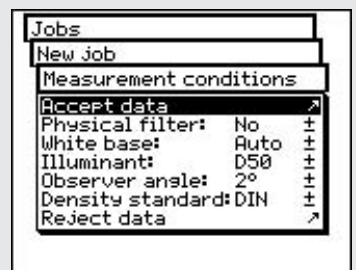 Jobs
New job
Measurement conditions
Accept data ↗
Physical filter: No ±
White base: Auto ±
Illuminant: D50 ±
Observer angle: 2° ±
Density standard: DIN ±
Reject data ↗